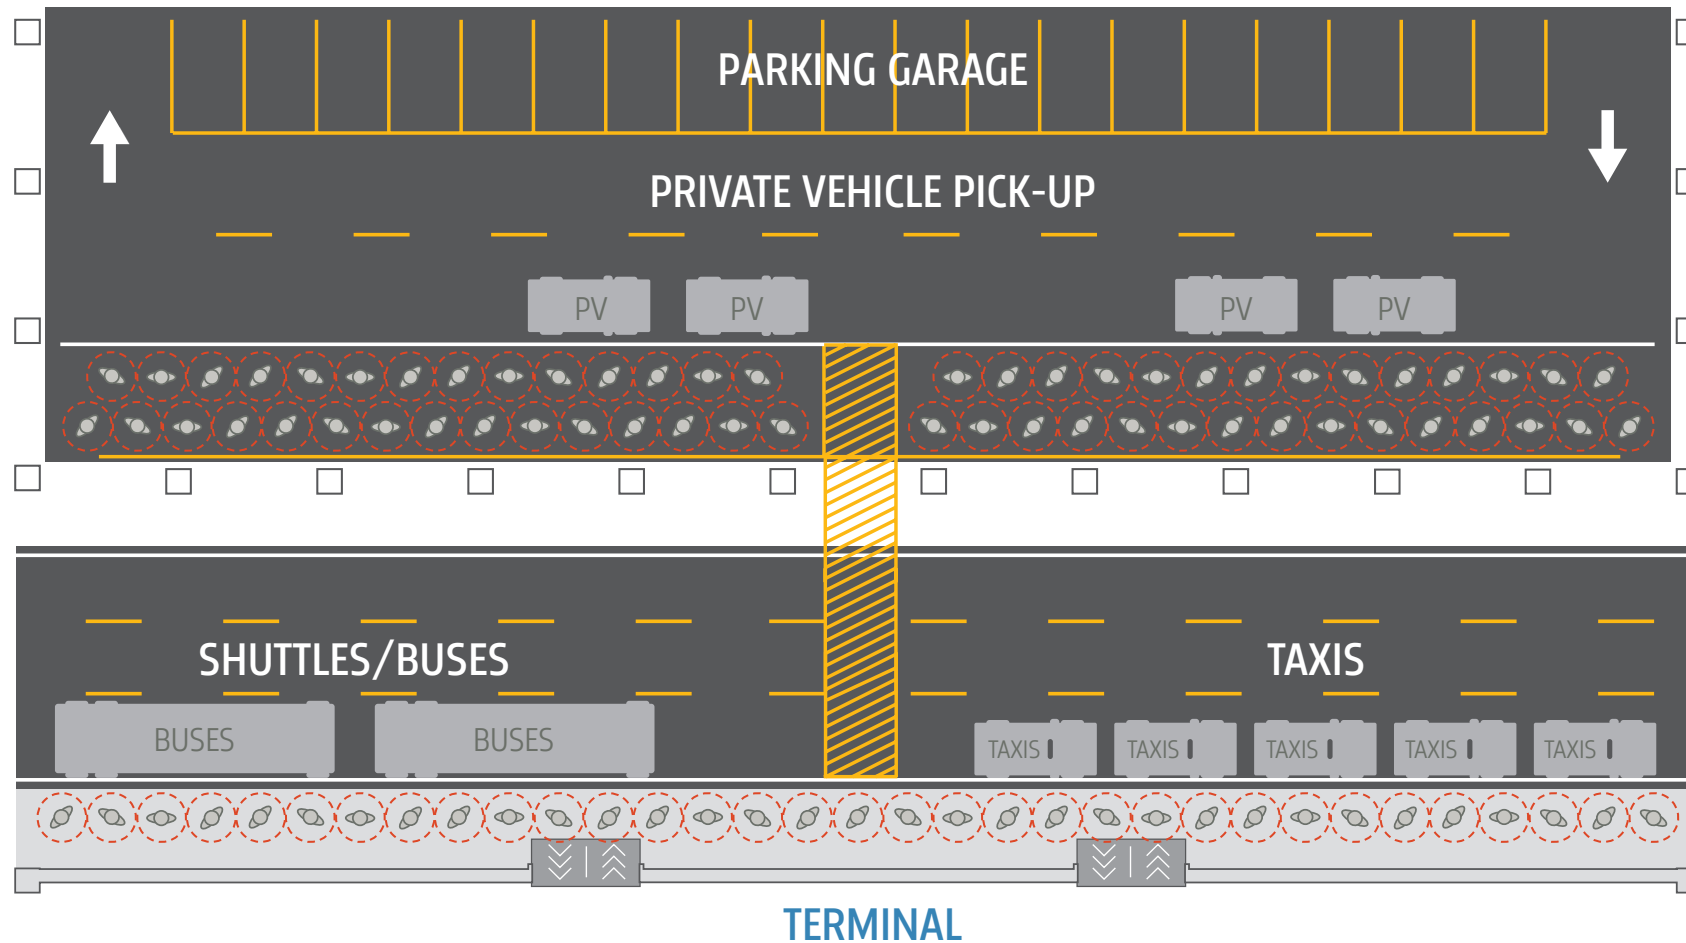 PARKING GARAGE
PRIVATE VEHICLE PICK-UP
PV PV PV PV
SHUTTLES/BUSES TAXIS
BUSES BUSES TAXIS TAXIS TAXIS TAXIS TAXIS
TERMINAL